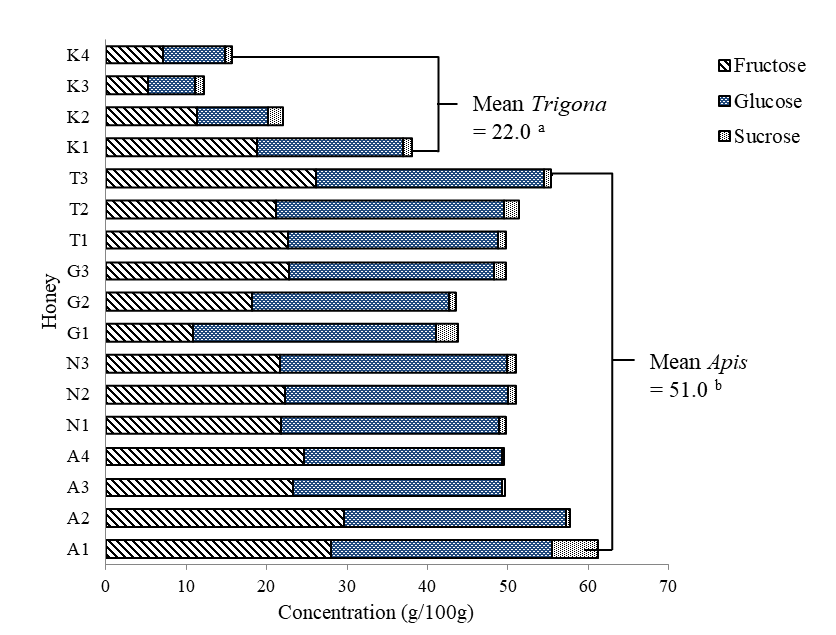 K4
K3
K2
K1
T3
T2
T1
G3
G2
G1
N3
N2
N1
A4
A3
A2
A1
Honey
0 10 20 30 40 50 60 70
Concentration (g/100g)
Mean Trigona
= 22.0 a
Mean Apis
= 51.0 b
Fructose
Glucose
Sucrose